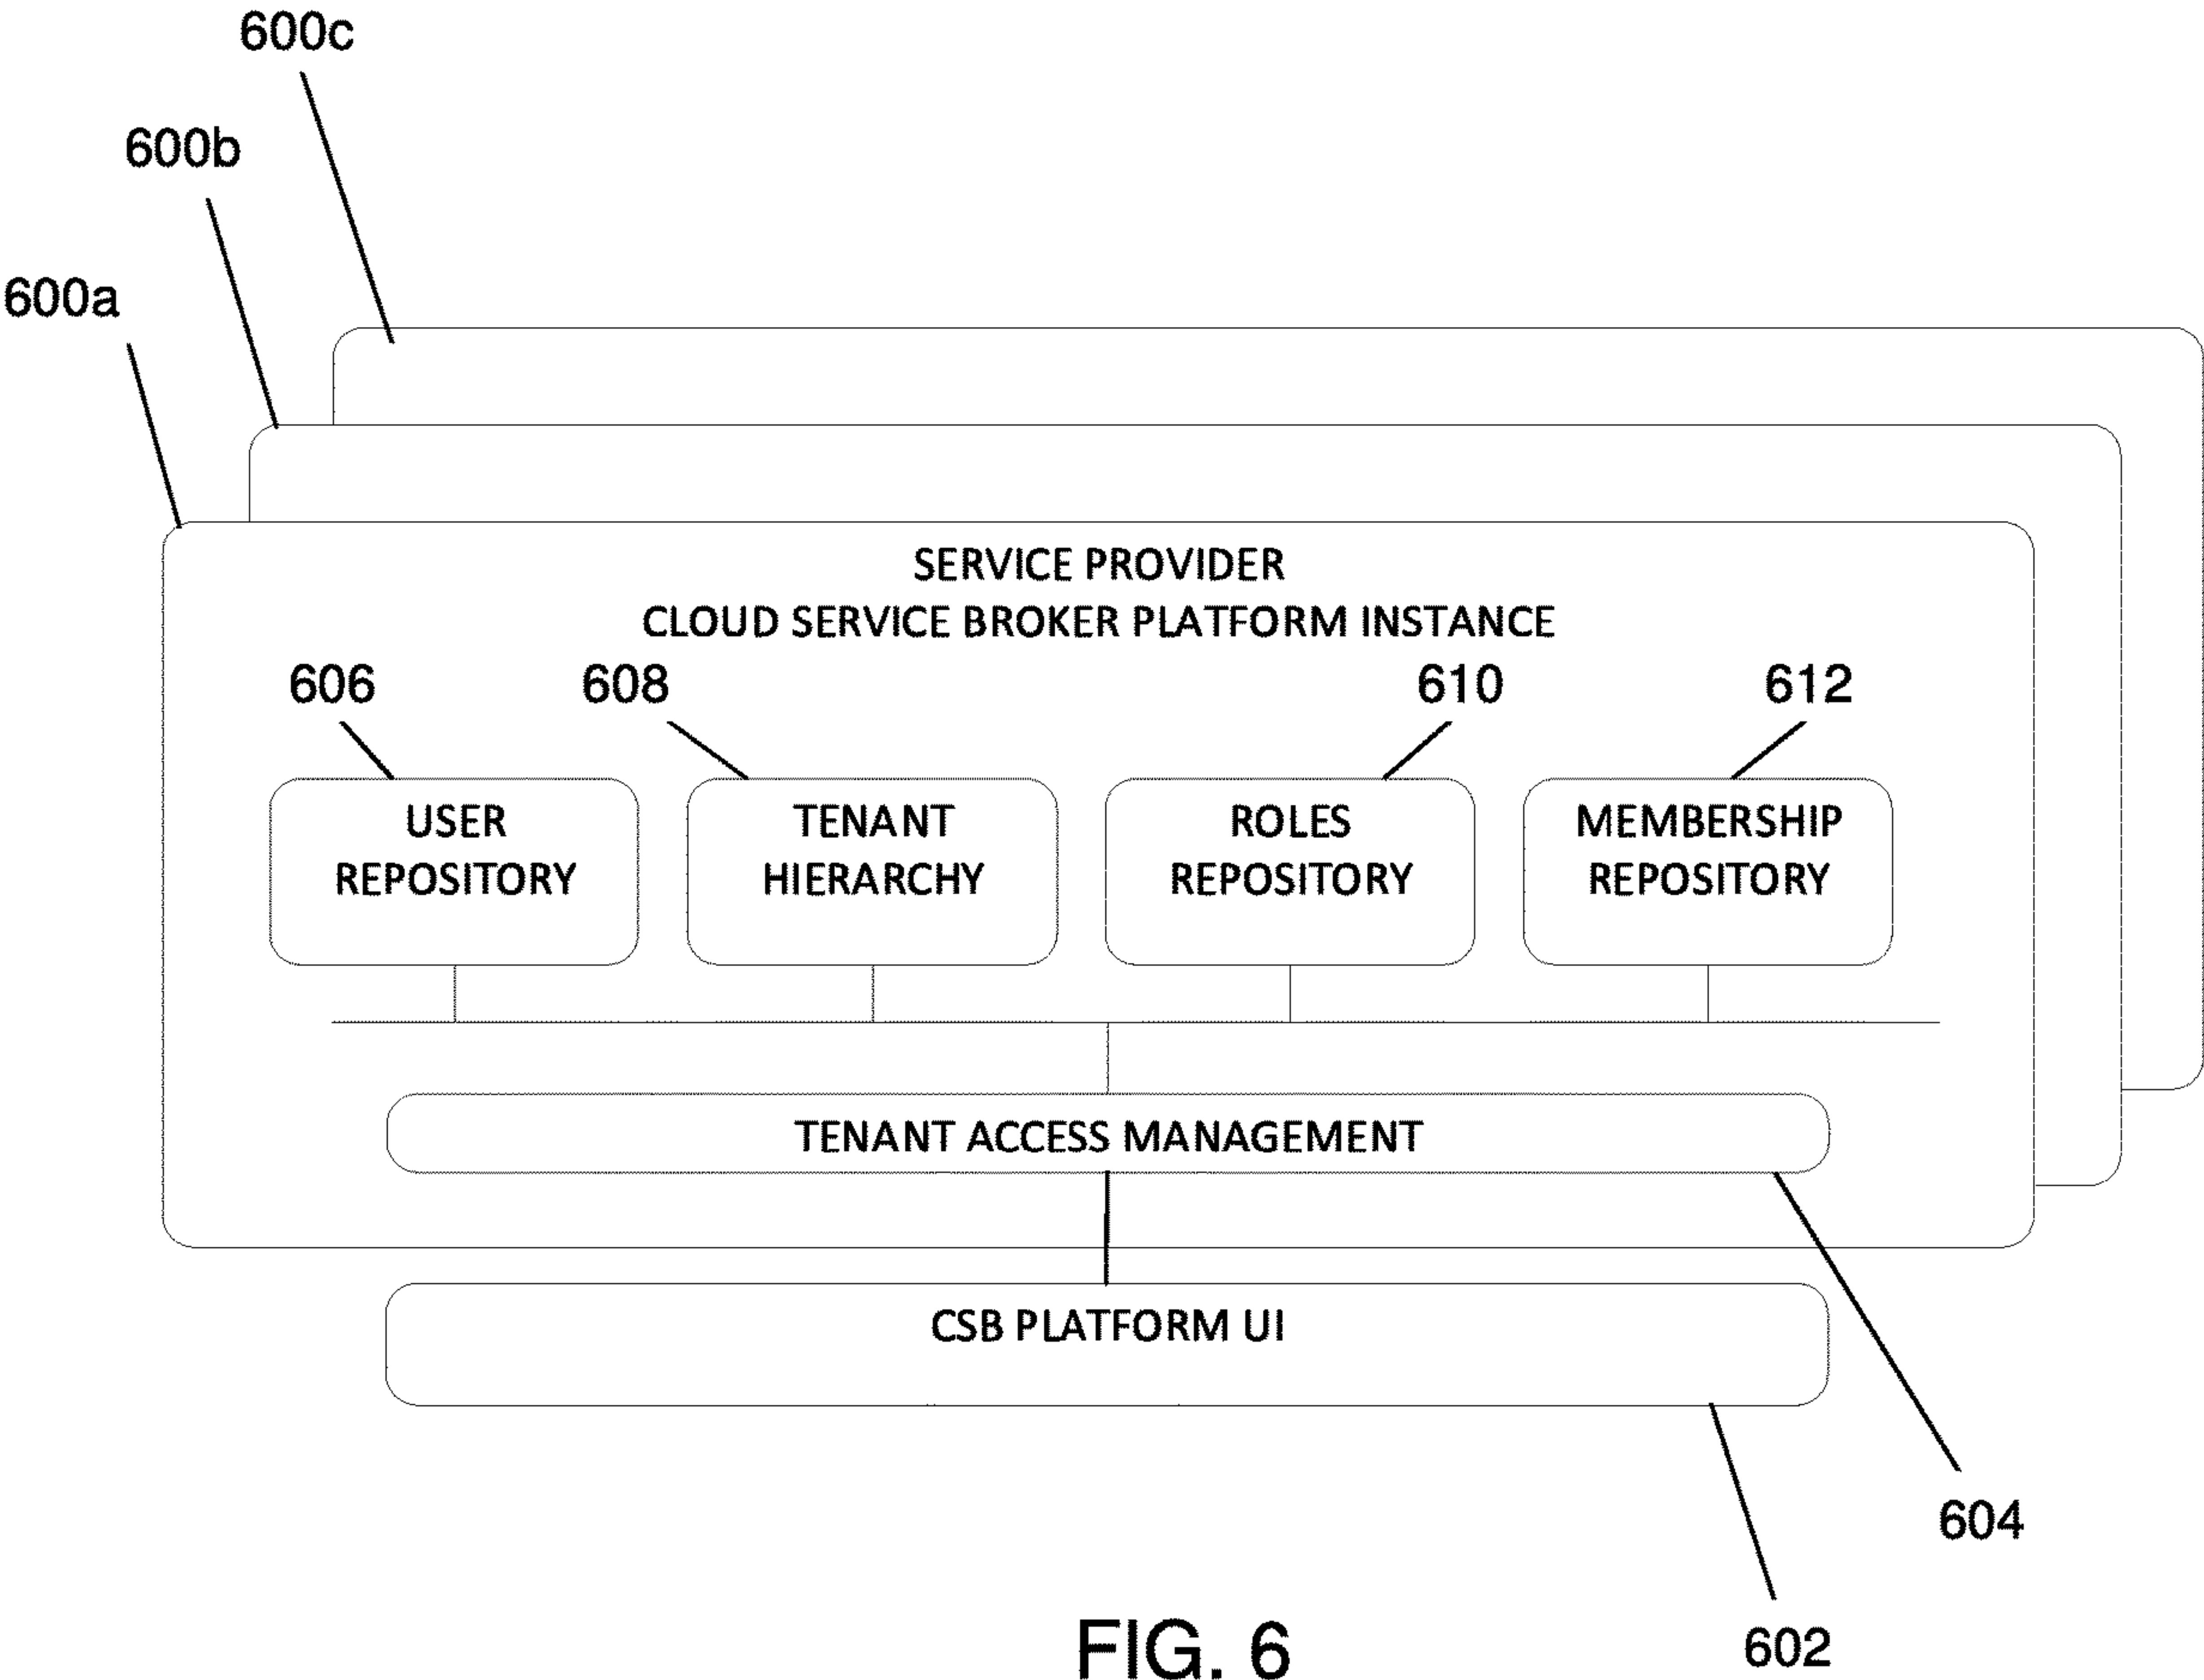 600c
600b
600a
SERVICE PROVIDER
CLOUD SERVICE BROKER PLATFORM INSTANCE
606
608
610
612
USER
REPOSITORY
TENANT
HIERARCHY
ROLES
REPOSITORY
MEMBERSHIP
REPOSITORY
TENANT ACCESS MANAGEMENT
CSB PLATFORM UI
604
602
FIG. 6